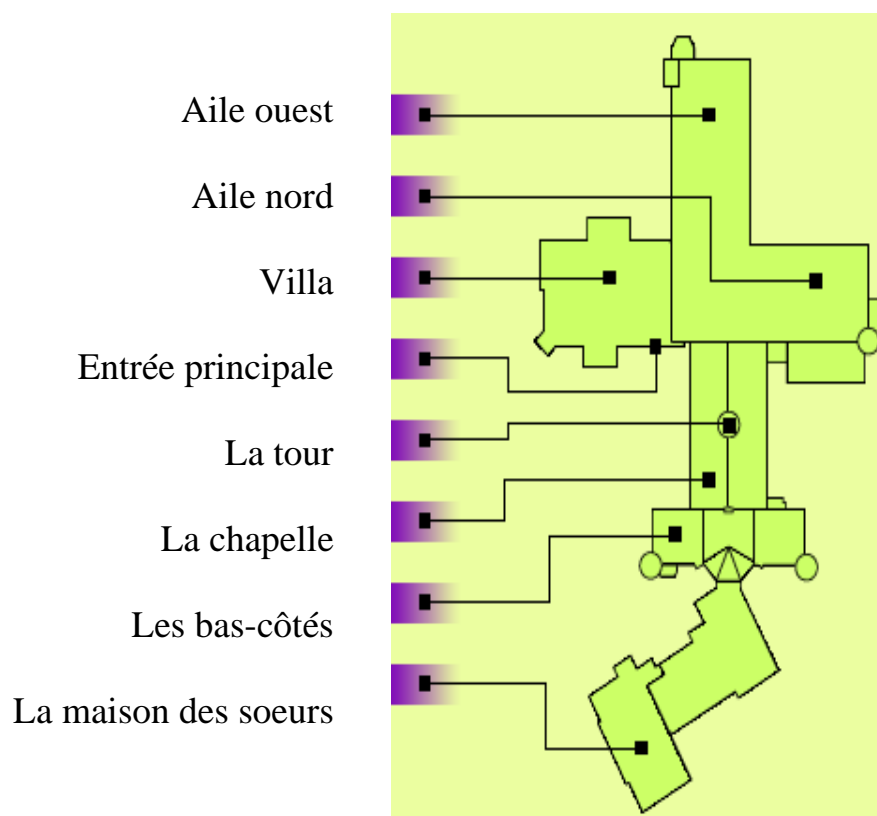 Aile ouest
Aile nord
Villa
Entrée principale
La tour
La chapelle
Les bas-côtés
La maison des soeurs